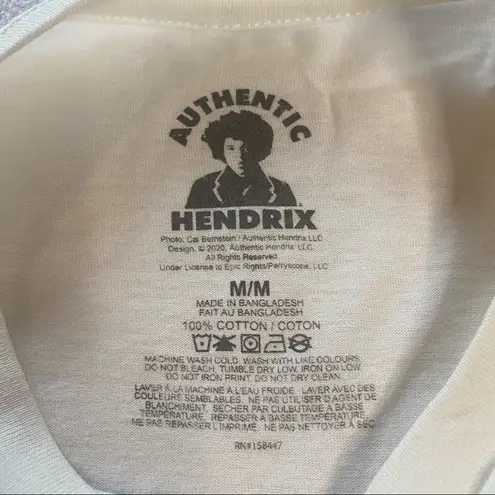 AUTHENTIC
HENDRIX
Photo, Cal Bernstein / Authentic Hendrix LLC
Design, © 2020, Authentic Hendrix, LLC
All Rights Reserved
Under License to Epic Rights/Perryscope, LLC
M/M
MADE IN BANGLADESH
FAIT AU BANGLADESH
100% COTTON / COTON
MACHINE WASH COLD. WASH WITH LIKE COLOURS.
DO NOT BLEACH. TUMBLE DRY LOW. IRON ON LOW.
DO NOT IRON PRINT. DO NOT DRY CLEAN.
LAVER À LA MACHINE À L'EAU FROIDE. LAVER AVEC DES
COULEURS SEMBLABLES. NE PAS UTILISER D'AGENT DE
BLANCHIMENT. SÉCHER PAR CULBUTAGE À BASSE
TEMPÉRATURE. REPASSER À BASSE TEMPÉRATURE
NE PAS REPASSER L'IMPRIMÉ. NE PAS NETTOYER À SEC
RN#158447